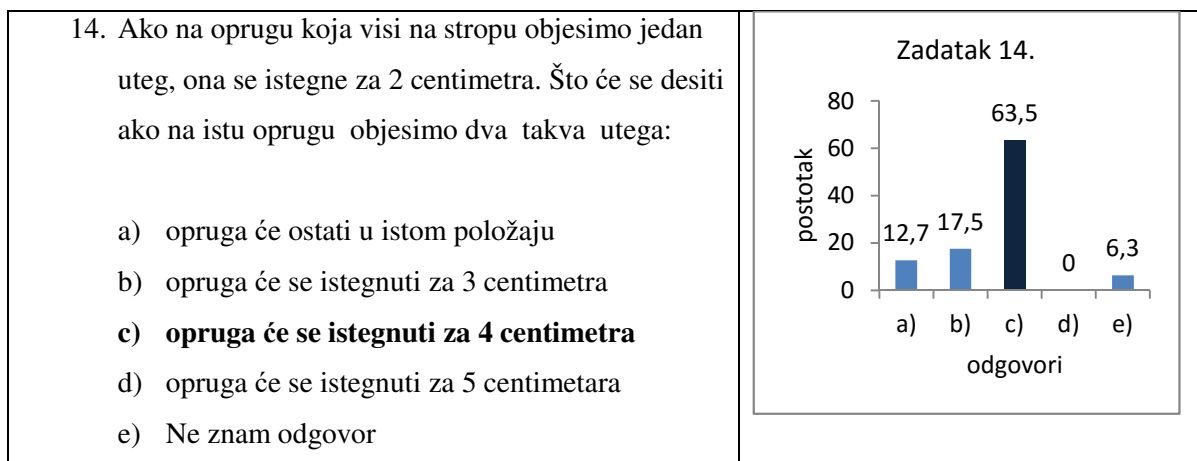 14. Ako na oprugu koja visi na stropu objesimo jedan
uteg, ona se istegne za 2 centimetra. Što će se desiti
ako na istu oprugu objesimo dva takva utega:
a) opruga će ostati u istom položaju
b) opruga će se istegnuti za 3 centimetra
c) opruga će se istegnuti za 4 centimetra
d) opruga će se istegnuti za 5 centimetara
e) Ne znam odgovor
Zadatak 14.
postotak
80
60
40
20
0
12,7
17,5
63,5
0
6,3
a) b) c) d) e)
odgovori